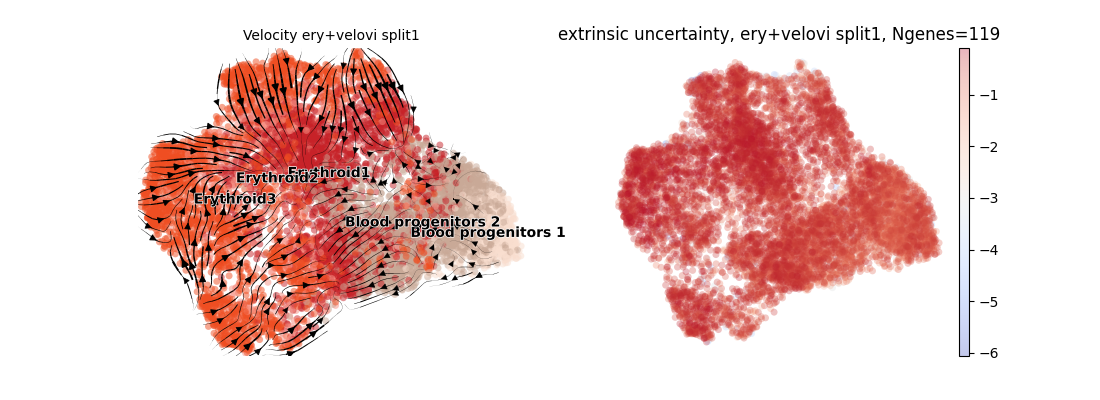 Velocity ery+velovi split1
extrinsic uncertainty, ery+velovi split1, Ngenes=119
Erythroid1
Erythroid2
Erythroid3
Blood progenitors 2
Blood progenitors 1
−1
−2
−3
−4
−5
−6